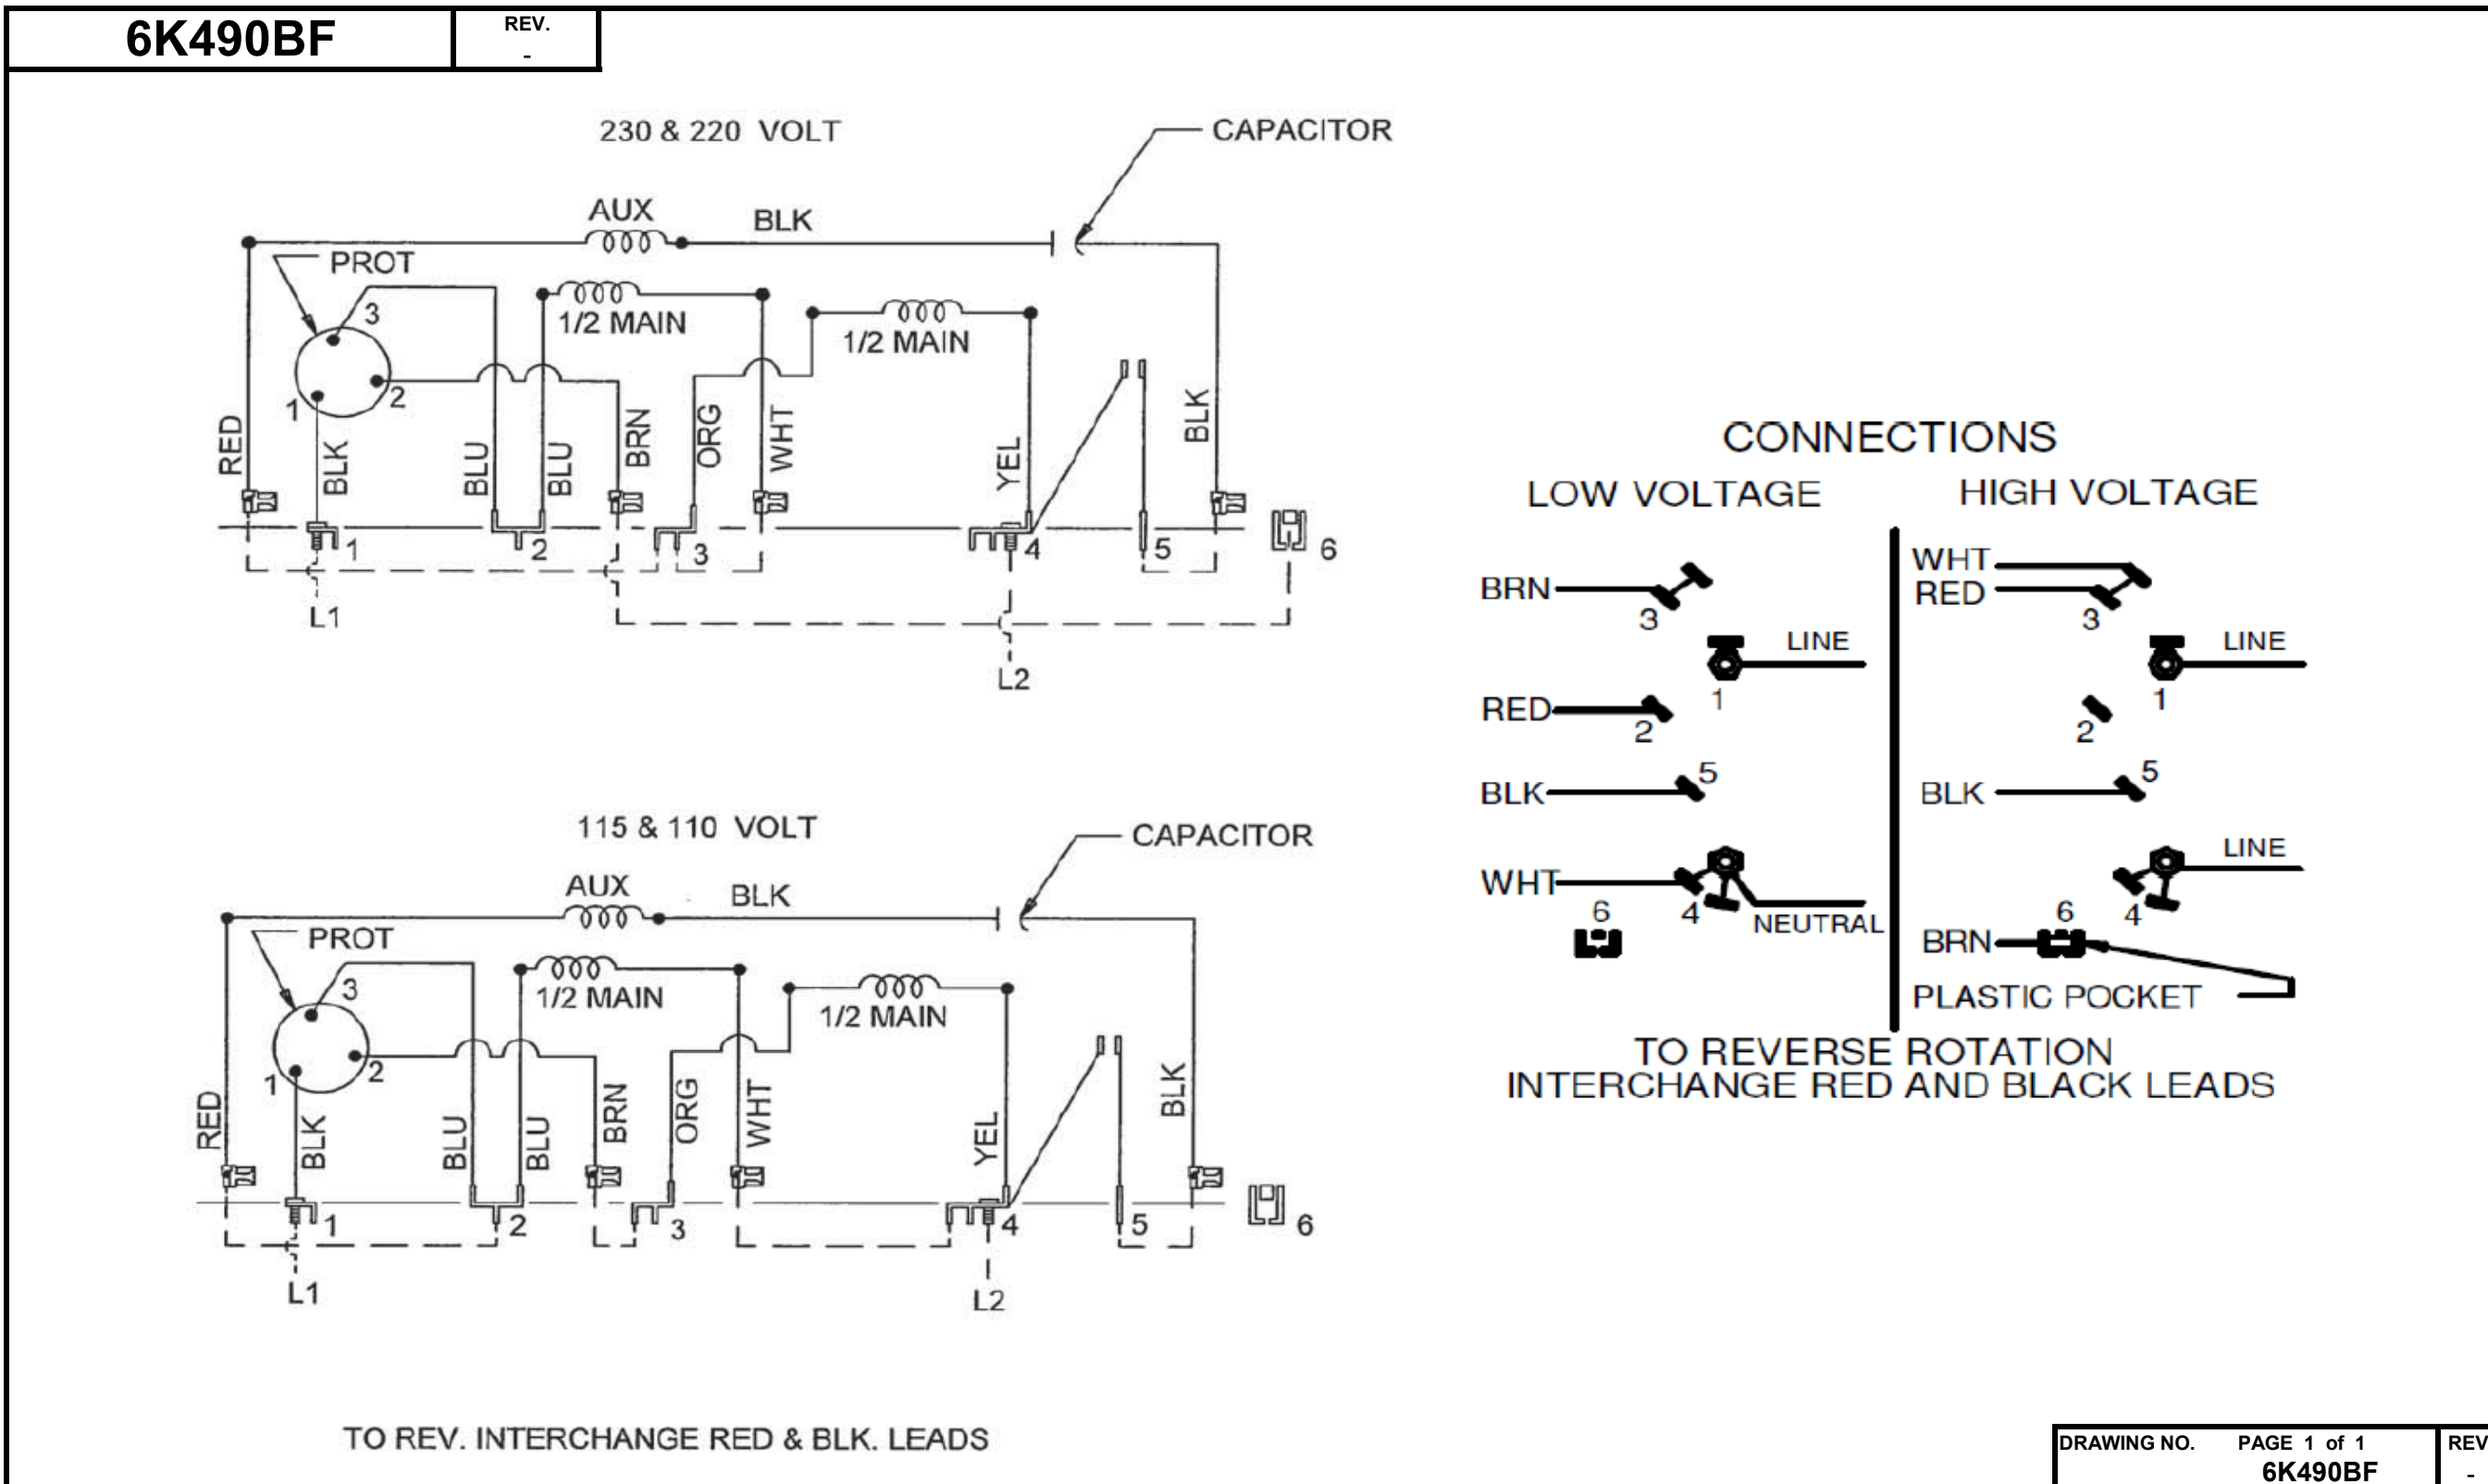 6K490BF
REV.
-
230 & 220 VOLT
CAPACITOR
AUX
BLK
PROT
3
1/2 MAIN
1/2 MAIN
1
2
RED
BLK
BLU
BLU
BRN
ORG
WHT
YEL
BLK
1
2
3
4
5
6
L1
L2
115 & 110 VOLT
CAPACITOR
AUX
BLK
PROT
3
1/2 MAIN
1/2 MAIN
1
2
RED
BLK
BLU
BLU
BRN
ORG
WHT
YEL
BLK
1
2
3
4
5
6
L1
L2
TO REV. INTERCHANGE RED & BLK. LEADS
CONNECTIONS
LOW VOLTAGE
BRN
3
LINE
1
RED
2
BLK
5
WHT
6
4
NEUTRAL
HIGH VOLTAGE
WHT
RED
3
LINE
1
2
BLK
5
LINE
6
4
BRN
PLASTIC POCKET
TO REVERSE ROTATION
INTERCHANGE RED AND BLACK LEADS
DRAWING NO. PAGE 1 of 1
6K490BF
REV
-